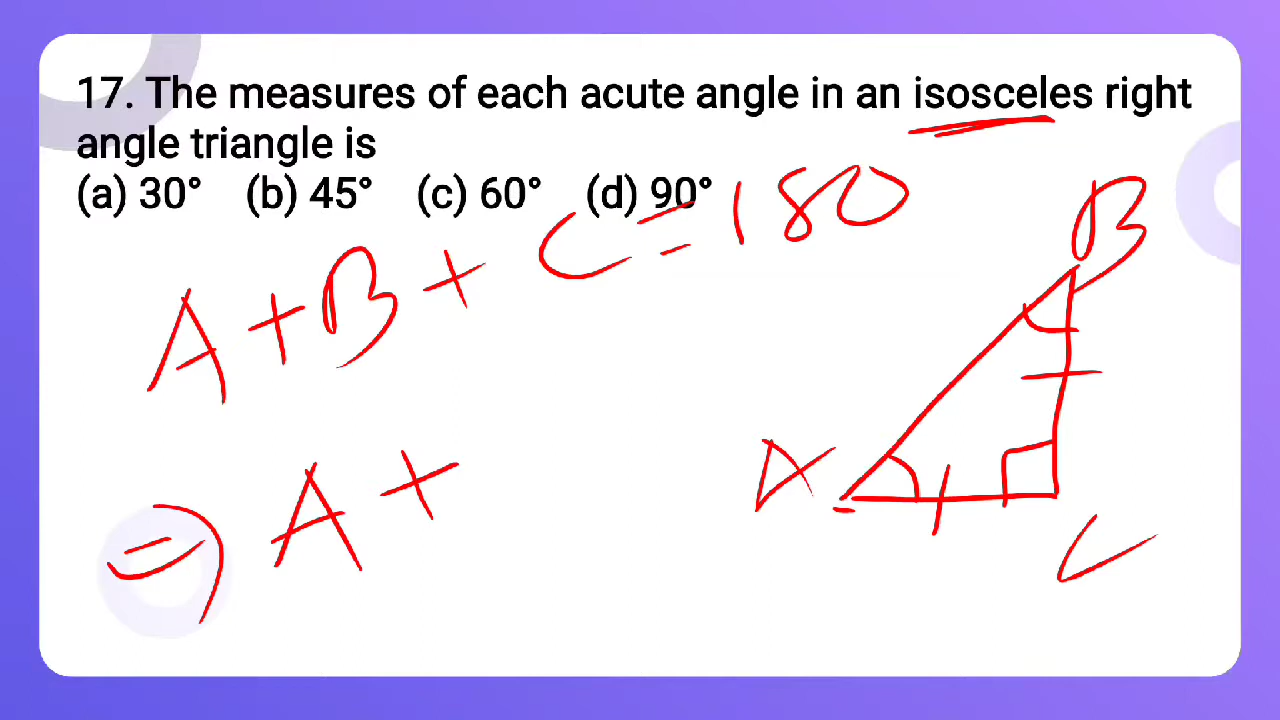 17. The measures of each acute angle in an isosceles right
angle triangle is
(a) 30° (b) 45° (c) 60° (d) 90°
A + B + C = 180
B
A
⇒ A +
C